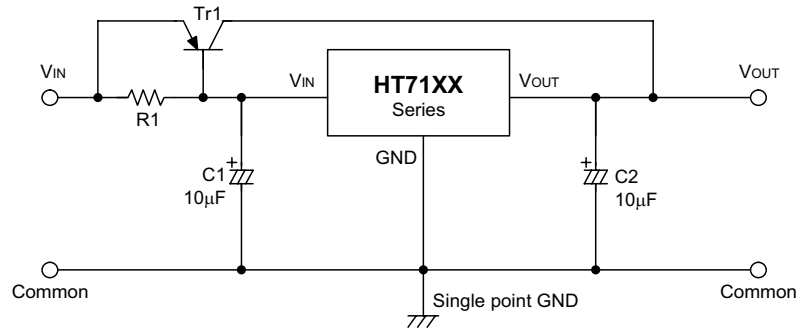 Tr1
VIN
R1
VIN
HT71XX
Series
VOUT
VOUT
GND
C1
10μF
C2
10μF
Common
Single point GND
Common